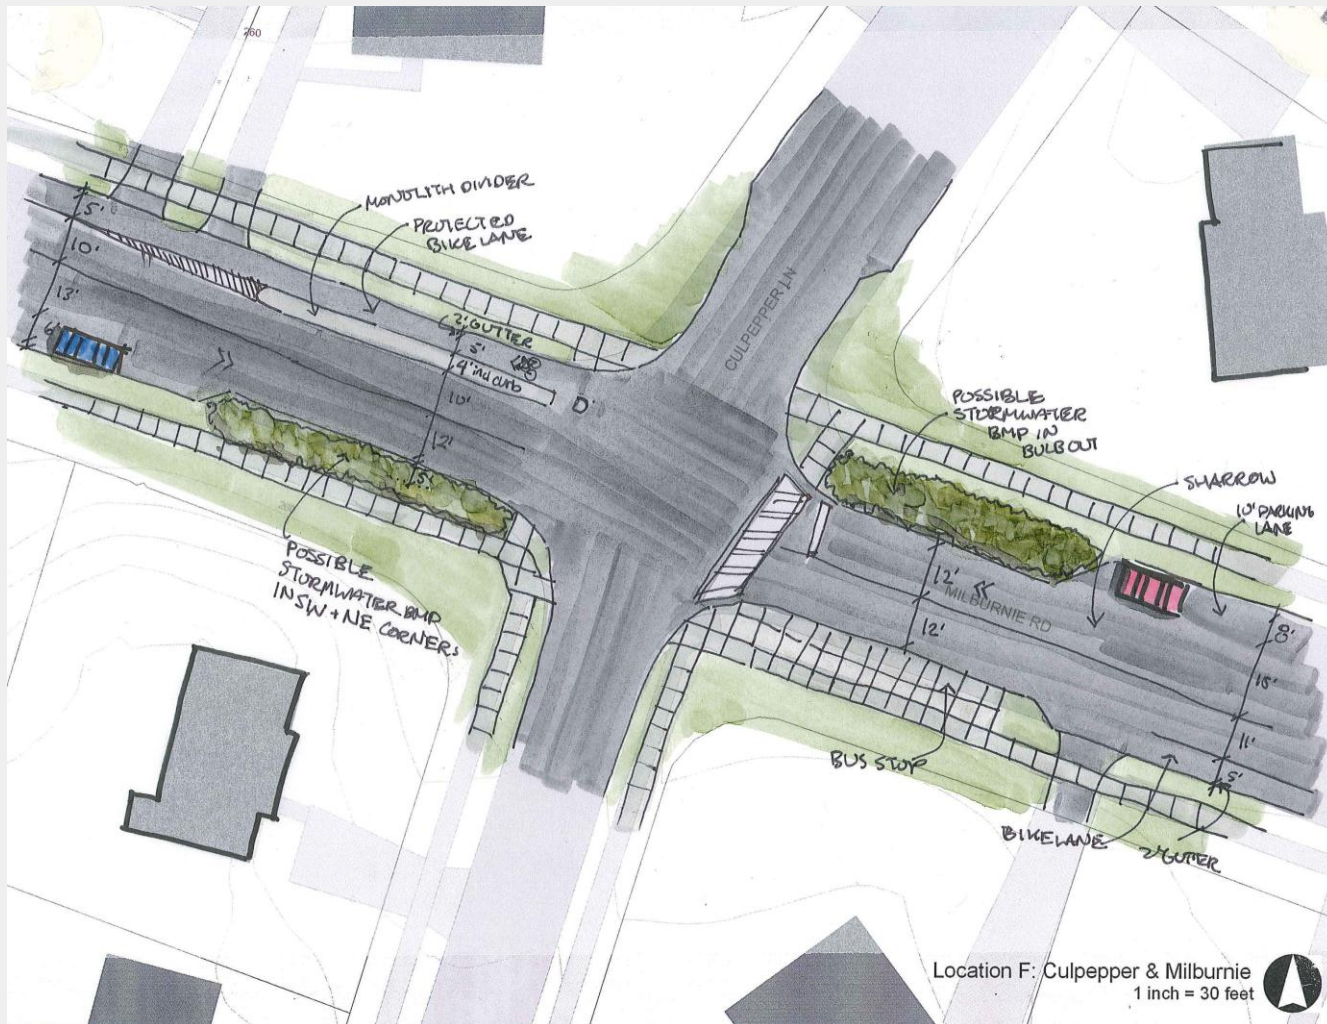 260
MONOLITH DIVIDER
PROTECTED
BIKE LANE
5'
10'
13'
6'
2' GUTTER
5'
4" ind curb
10'
12'
5'
CULPEPPER LN
POSSIBLE
STORMWATER
BMP IN
BULBOUT
SHARROW
10' PARKING
LANE
POSSIBLE
STORMWATER BMP
IN SW + NE CORNERS
12'
MILBURNIE RD
12'
8'
15'
11'
5'
BUS STOP
BIKE LANE
2' GUTTER
Location F: Culpepper & Milburnie
1 inch = 30 feet